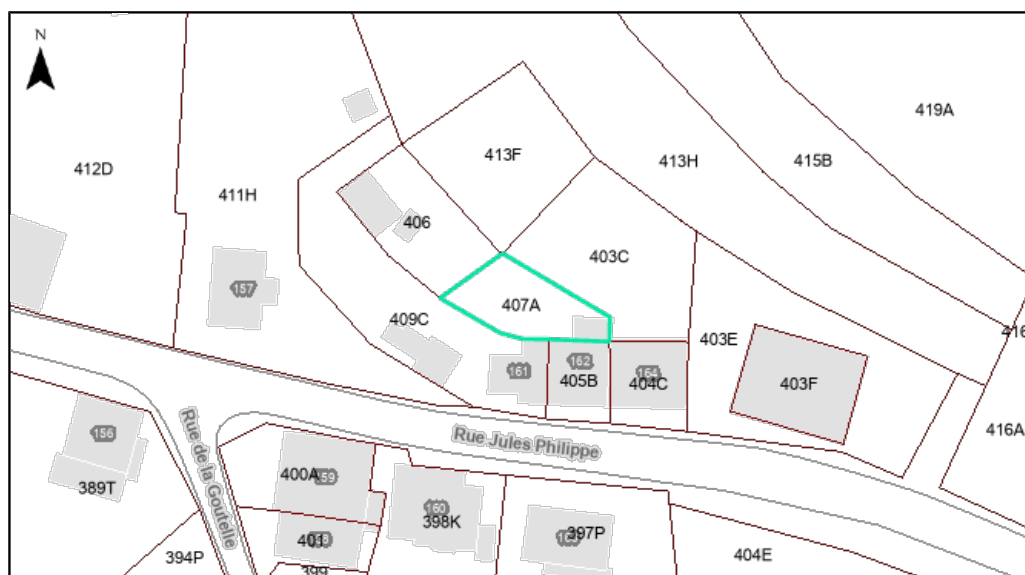 N
419A
413F
415B
413H
412D
411H
406
403C
157
407A
409C
416
403E
161
162
164
403F
405B
404C
416A
156
Rue Jules Philippe
Rue de la Goutelle
400A
389T
160
398K
397P
401
394P
404E
399